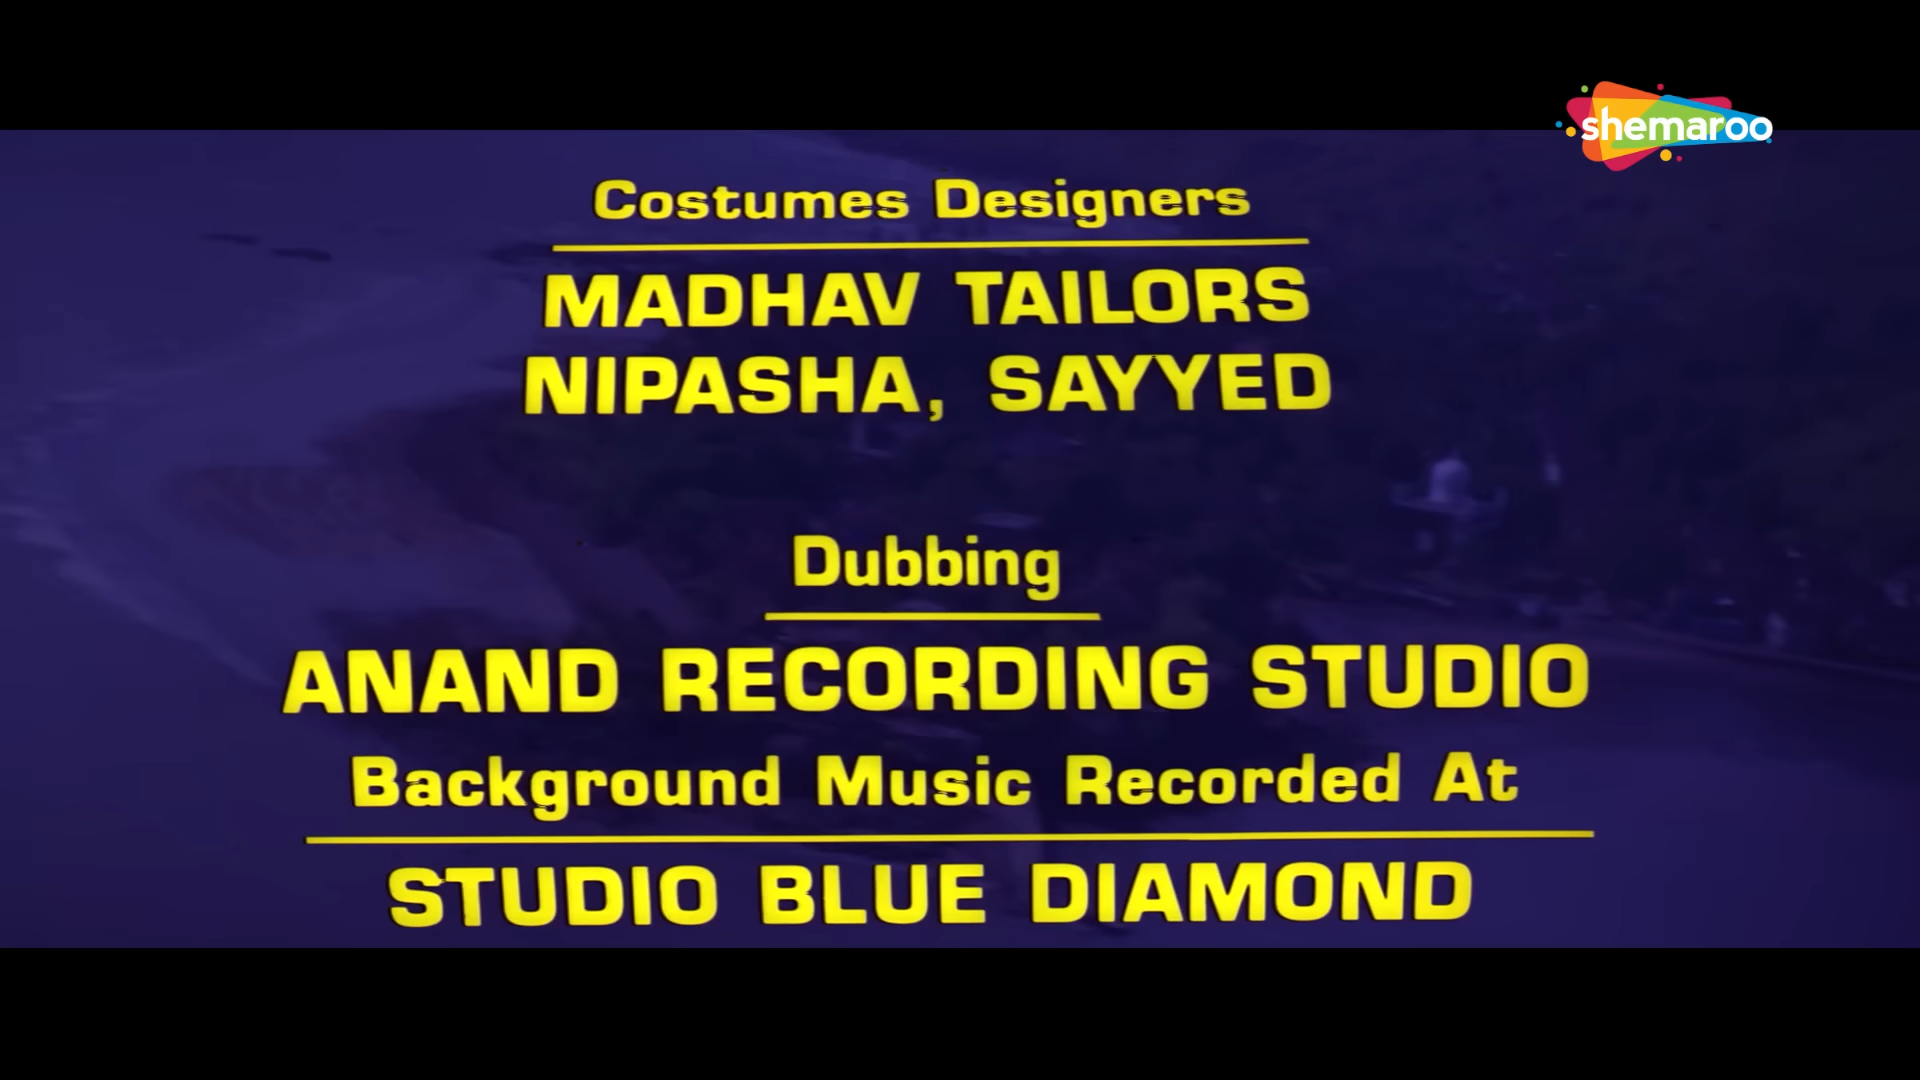 shemaroo
Costumes Designers
MADHAV TAILORS
NIPASHA, SAYYED
Dubbing
ANAND RECORDING STUDIO
Background Music Recorded At
STUDIO BLUE DIAMOND